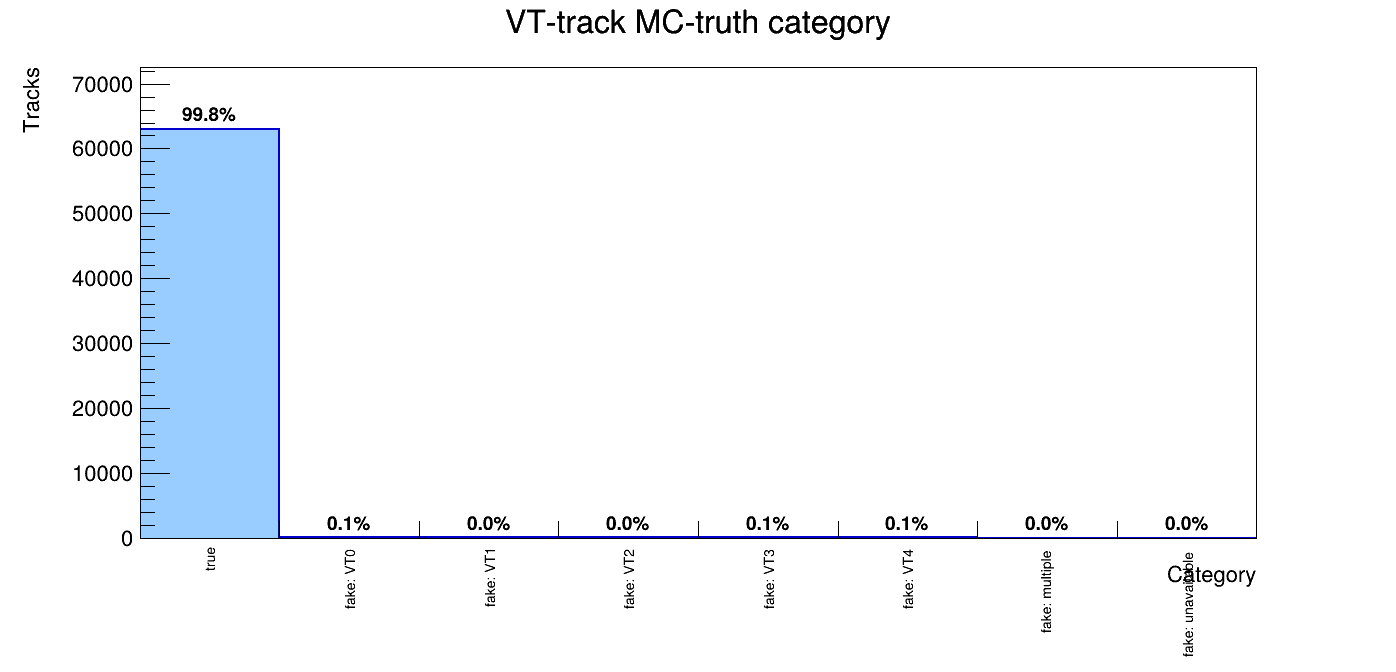 VT-track MC-truth category
Tracks
70000
60000
50000
40000
30000
20000
10000
0
99.8%
0.1%
0.0%
0.0%
0.1%
0.1%
0.0%
0.0%
true
fake: VT0
fake: VT1
fake: VT2
fake: VT3
fake: VT4
fake: multiple
fake: unavailable
Category